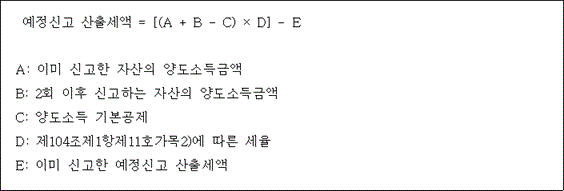 예정신고 산출세액 = [(A + B - C) × D] - E
A: 이미 신고한 자산의 양도소득금액
B: 2회 이후 신고하는 자산의 양도소득금액
C: 양도소득 기본공제
D: 제104조제1항제11호가목2)에 따른 세율
E: 이미 신고한 예정신고 산출세액